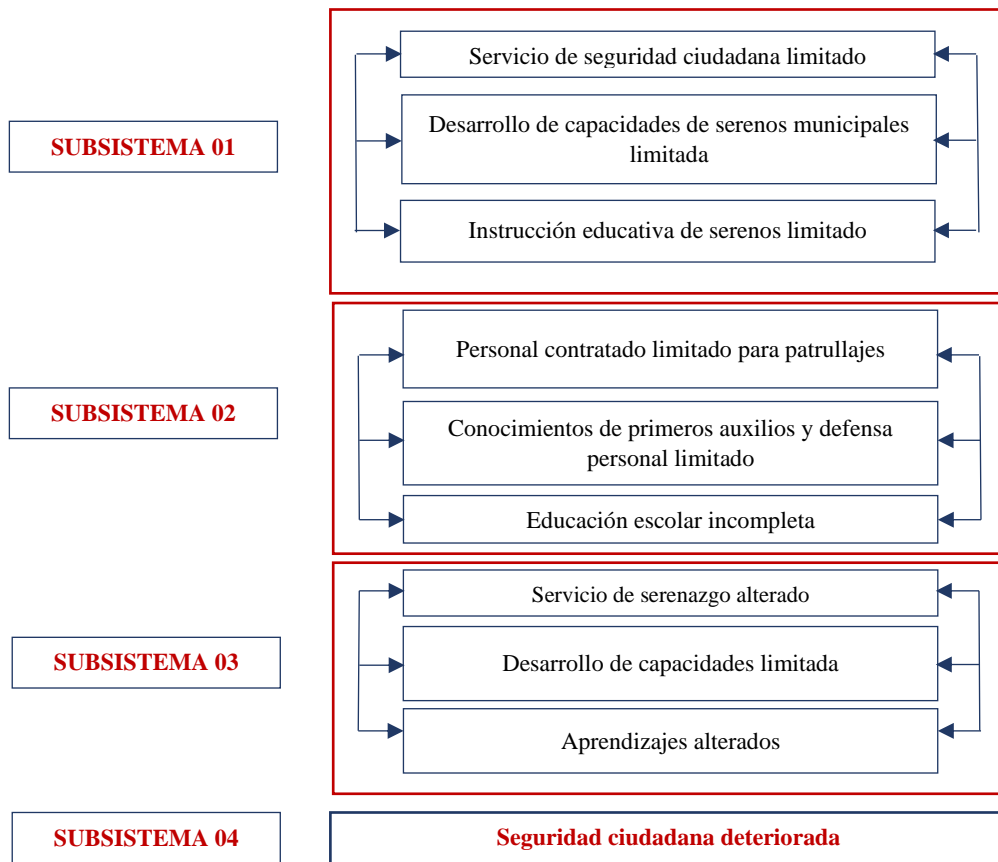 Servicio de seguridad ciudadana limitado
SUBSISTEMA 01
Desarrollo de capacidades de serenos municipales
limitada
Instrucción educativa de serenos limitado
Personal contratado limitado para patrullajes
SUBSISTEMA 02
Conocimientos de primeros auxilios y defensa
personal limitado
Educación escolar incompleta
Servicio de serenazgo alterado
SUBSISTEMA 03
Desarrollo de capacidades limitada
Aprendizajes alterados
SUBSISTEMA 04
Seguridad ciudadana deteriorada